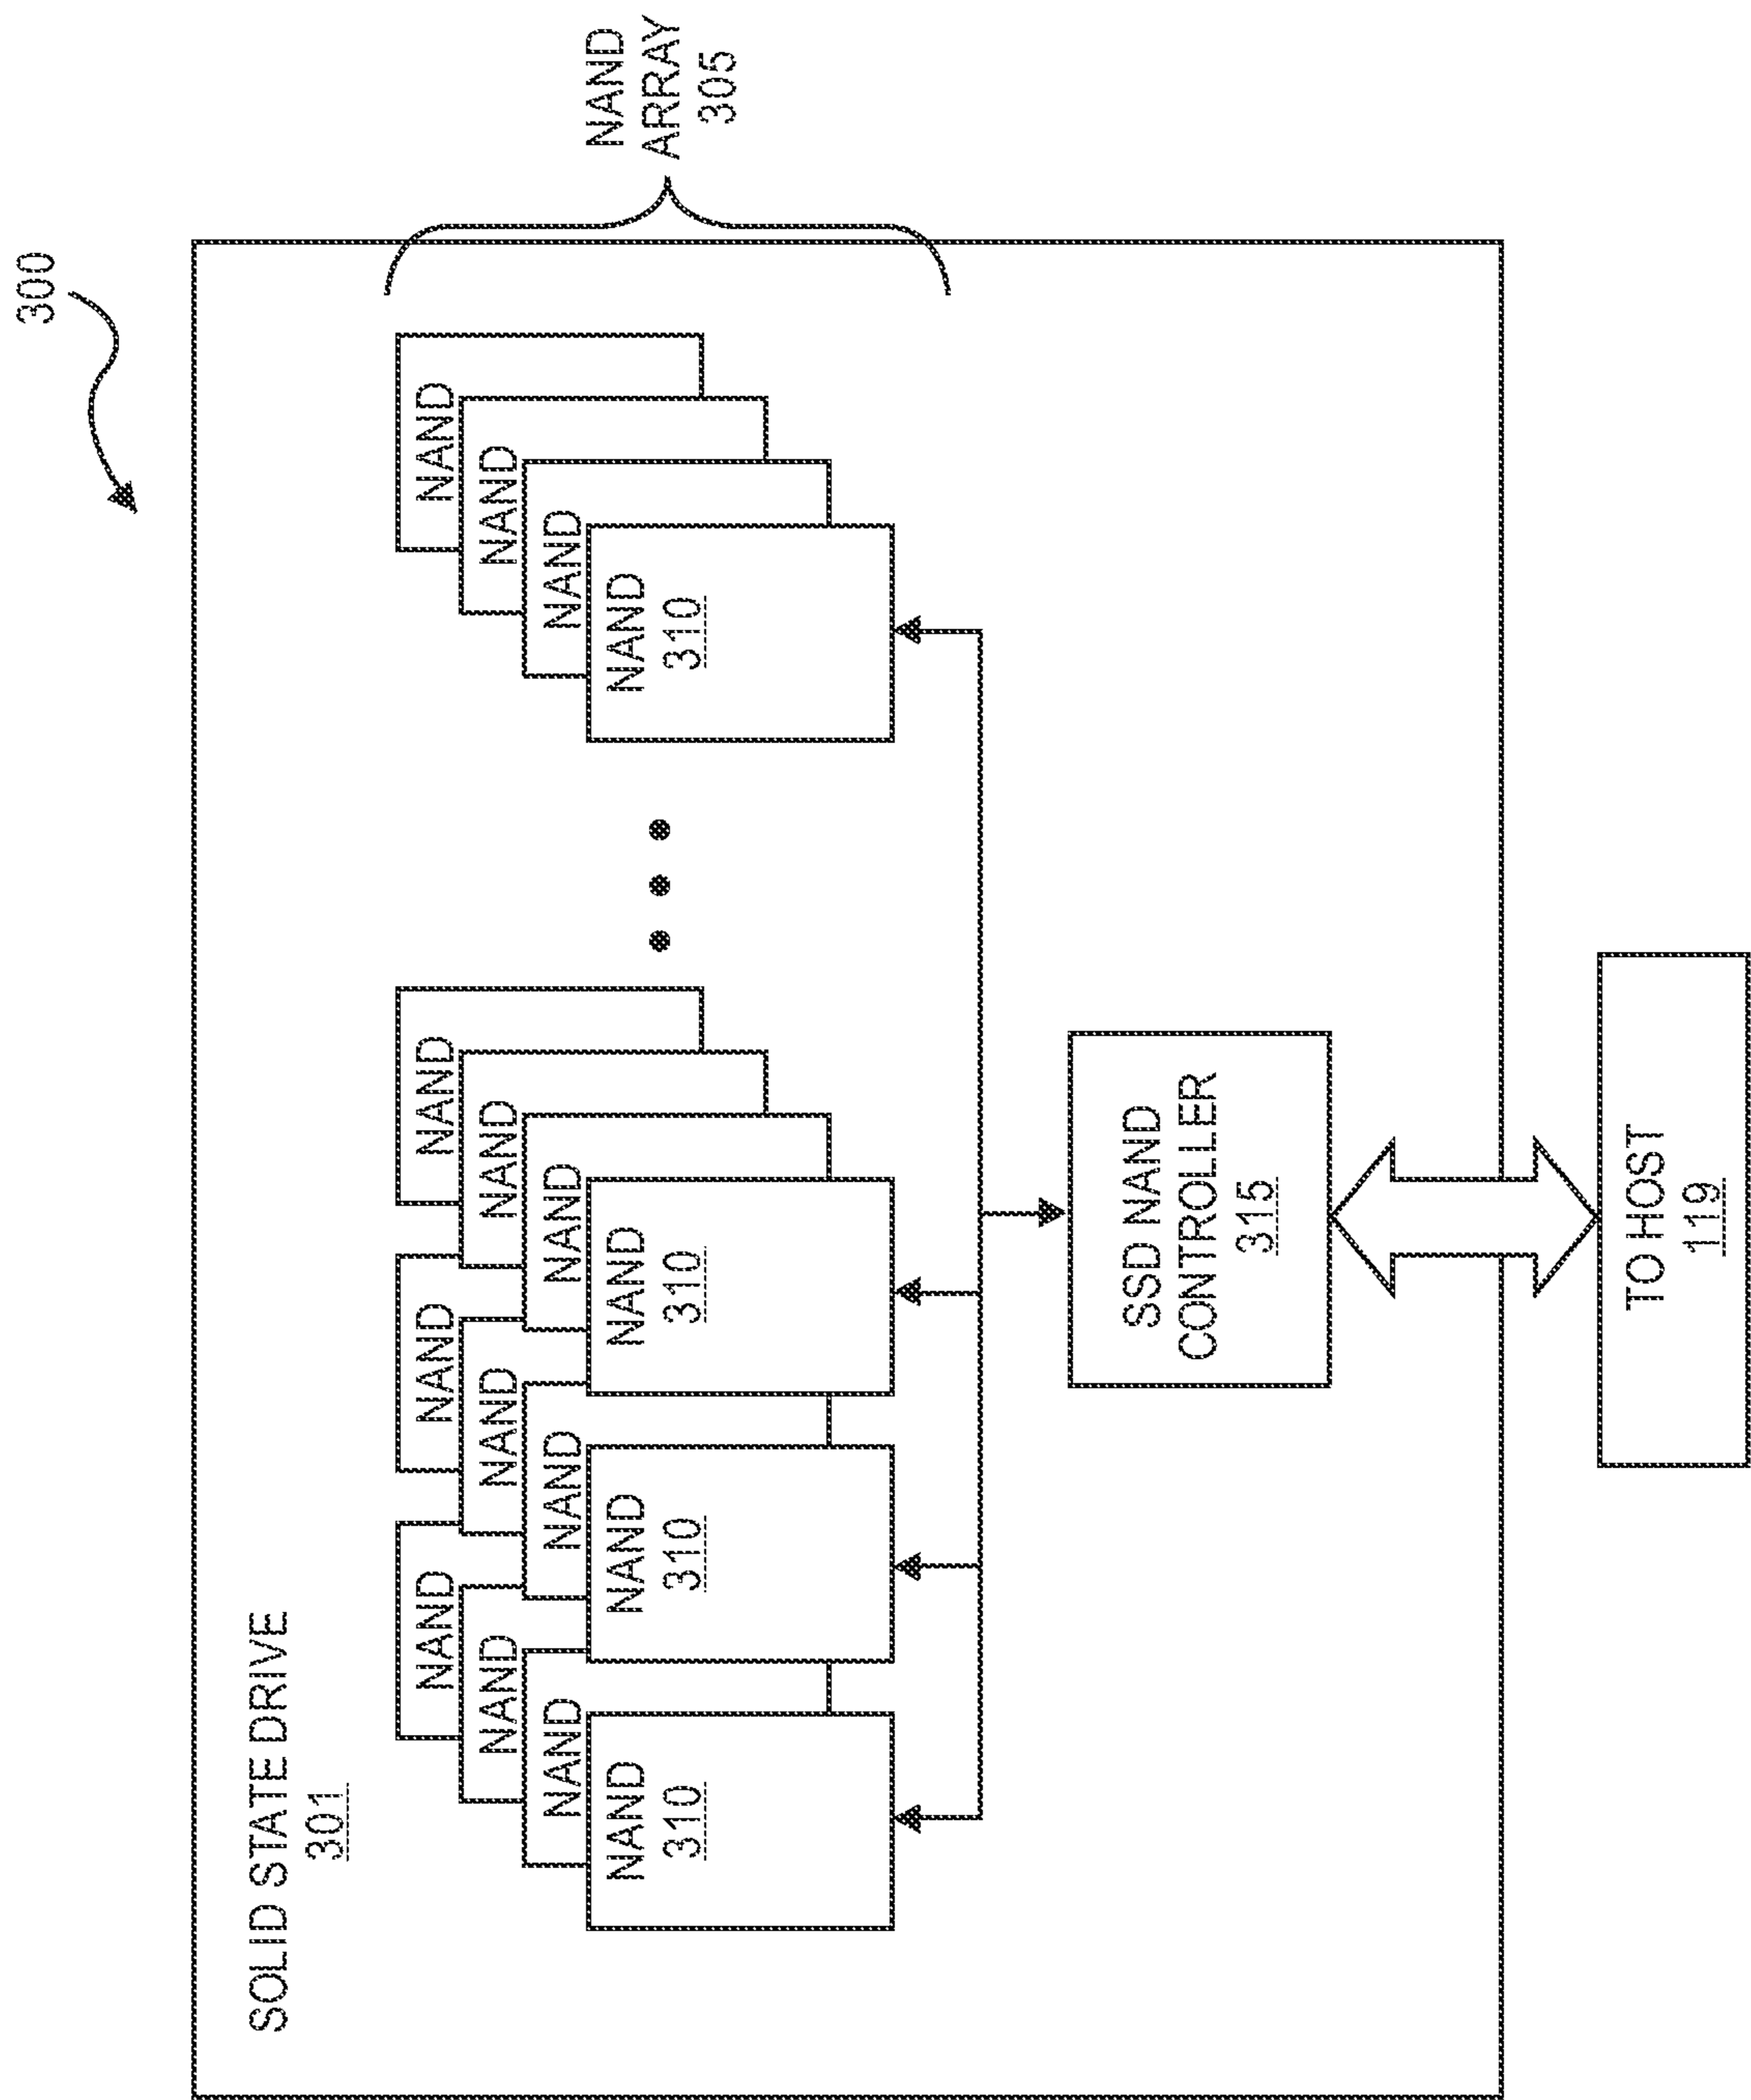 300
SOLID STATE DRIVE
301
NAND
NAND
NAND
NAND
310
NAND
NAND
NAND
NAND
310
NAND
NAND
NAND
NAND
310
NAND
NAND
NAND
NAND
310
NAND
ARRAY
305
SSD NAND
CONTROLLER
315
TO HOST
119